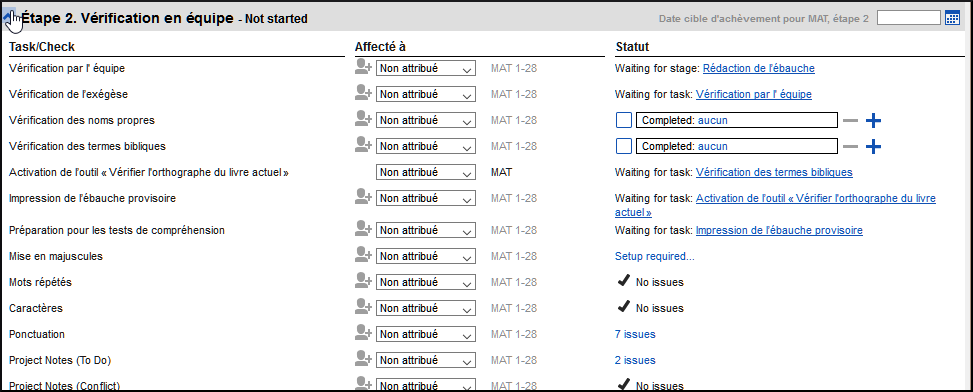 Étape 2. Vérification en équipe - Not started Date cible d'achèvement pour MAT, étape 2
Task/Check Affecté à Statut
Vérification par l' équipe Non attribué MAT 1-28 Waiting for stage: Rédaction de l'ébauche
Vérification de l'exégèse Non attribué MAT 1-28 Waiting for task: Vérification par l' équipe
Vérification des noms propres Non attribué MAT 1-28 Completed: aucun
Vérification des termes bibliques Non attribué MAT 1-28 Completed: aucun
Activation de l'outil « Vérifier l'orthographe du livre actuel » Non attribué MAT Waiting for task: Vérification des termes bibliques
Impression de l'ébauche provisoire Non attribué MAT 1-28 Waiting for task: Activation de l'outil « Vérifier l'orthographe du livre
actuel »
Préparation pour les tests de compréhension Non attribué MAT 1-28 Waiting for task: Impression de l'ébauche provisoire
Mise en majuscules Non attribué MAT 1-28 Setup required...
Mots répétés Non attribué MAT 1-28 No issues
Caractères Non attribué MAT 1-28 No issues
Ponctuation Non attribué MAT 1-28 7 issues
Project Notes (To Do) Non attribué MAT 1-28 2 issues
Project Notes (Conflict) Non attribué MAT 1-28 No issues